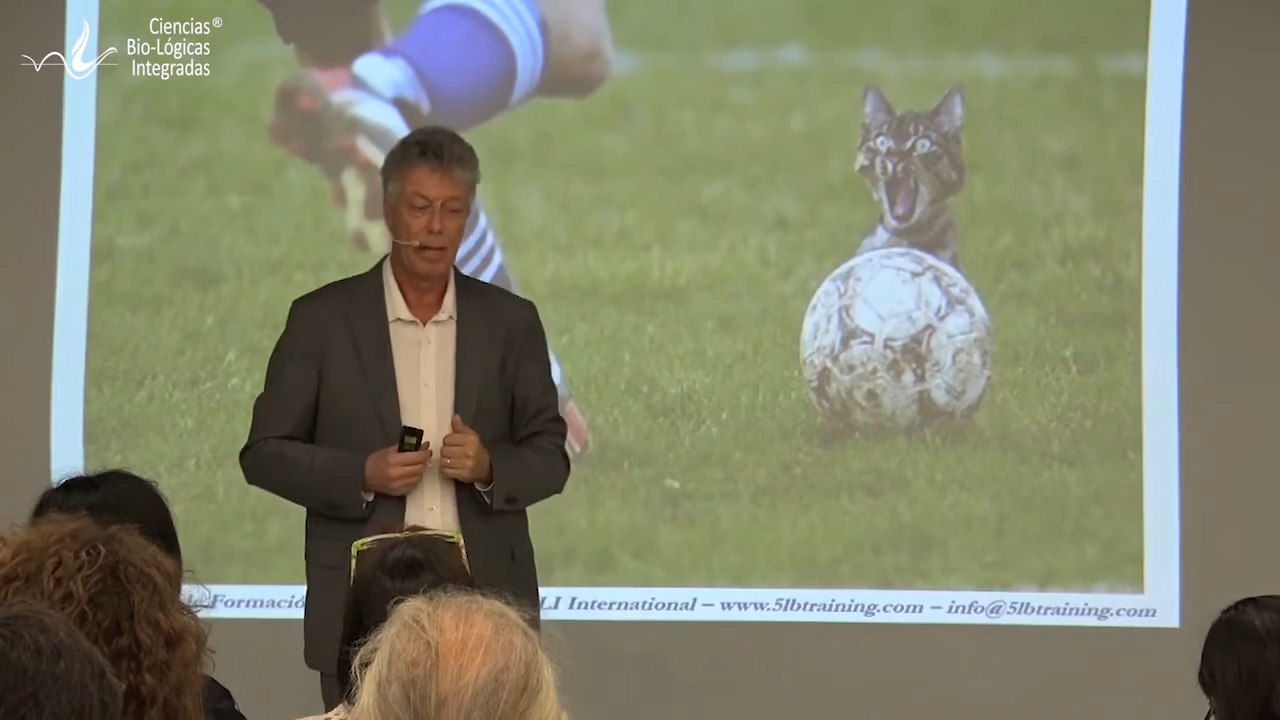 Ciencias®
Bio-Lógicas
Integradas
Formació
LI International – www.5lbtraining.com – info@5lbtraining.com